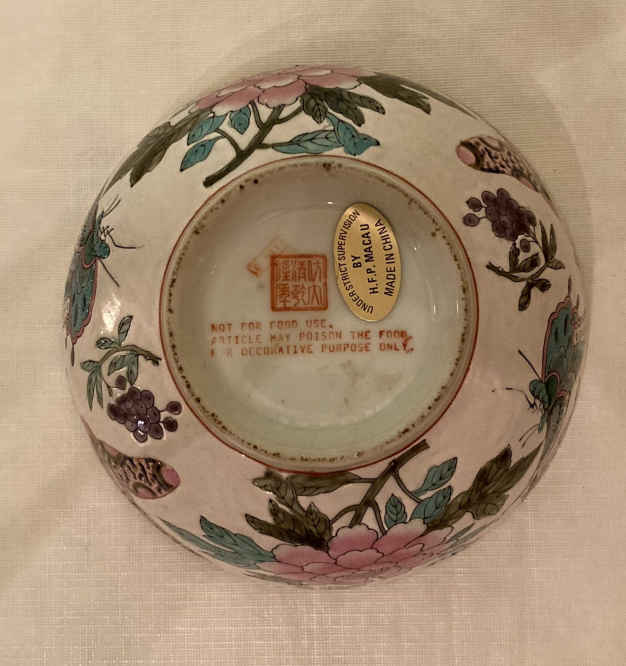 UNDER STRICT SUPERVISION
BY
H.F.P. MACAU
MADE IN CHINA
NOT FOR FOOD USE.
ARTICLE MAY POISON THE FOOD.
FOR DECORATIVE PURPOSE ONLY.